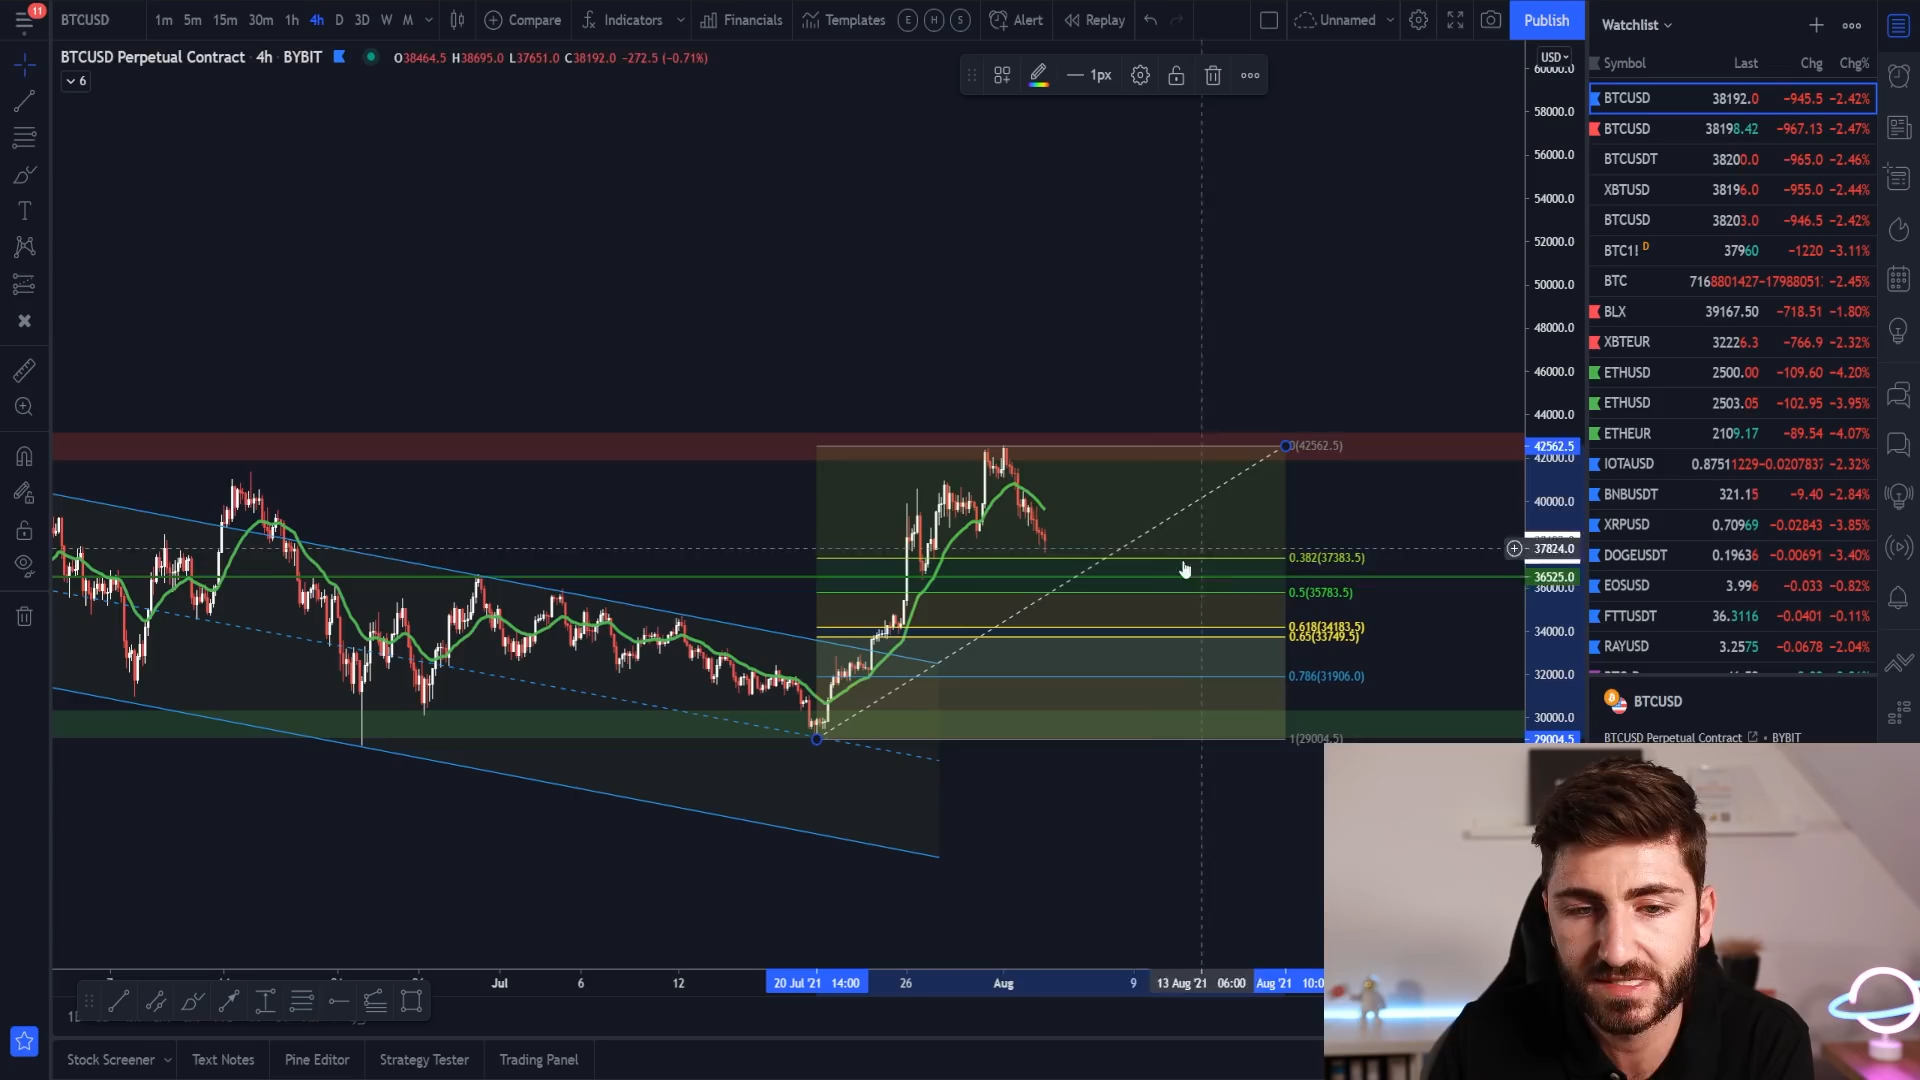 11
BTCUSD 1m 5m 15m 30m 1h 4h D 3D W M Compare Indicators Financials Templates E H S Alert Replay Unnamed Publish
BTCUSD Perpetual Contract · 4h · BYBIT O38464.5 H38695.0 L37651.0 C38192.0 −272.5 (−0.71%)
6
1px
USD
60000.0
58000.0
56000.0
54000.0
52000.0
50000.0
48000.0
46000.0
44000.0
42562.5
42000.0
40000.0
37824.0
36525.0
36000.0
34000.0
32000.0
30000.0
29004.5
0(42562.5)
0.382(37383.5)
0.5(35783.5)
0.618(34183.5)
0.65(33749.5)
0.786(31906.0)
1(29004.5)
Jul 6 12 20 Jul '21 14:00 26 Aug 9 13 Aug '21 06:00 Aug '21 10:0
Stock Screener Text Notes Pine Editor Strategy Tester Trading Panel
Watchlist
Symbol Last Chg Chg%
BTCUSD 38192.0 −945.5 −2.42%
BTCUSD 38198.42 −967.13 −2.47%
BTCUSDT 38200.0 −965.0 −2.46%
XBTUSD 38196.0 −955.0 −2.44%
BTCUSD 38203.0 −946.5 −2.42%
BTC1! D 37960 −1220 −3.11%
BTC 7168801427 −17988051 −2.45%
BLX 39167.50 −718.51 −1.80%
XBTEUR 32226.3 −766.9 −2.32%
ETHUSD 2500.00 −109.60 −4.20%
ETHUSD 2503.05 −102.95 −3.95%
ETHEUR 2109.17 −89.54 −4.07%
IOTAUSD 0.87511229 −0.0207837 −2.32%
BNBUSDT 321.15 −9.40 −2.84%
XRPUSD 0.70969 −0.02843 −3.85%
DOGEUSDT 0.19636 −0.00691 −3.40%
EOSUSD 3.996 −0.033 −0.82%
FTTUSDT 36.3116 −0.0401 −0.11%
RAYUSD 3.2575 −0.0678 −2.04%
BTCUSD
BTCUSD Perpetual Contract · BYBIT